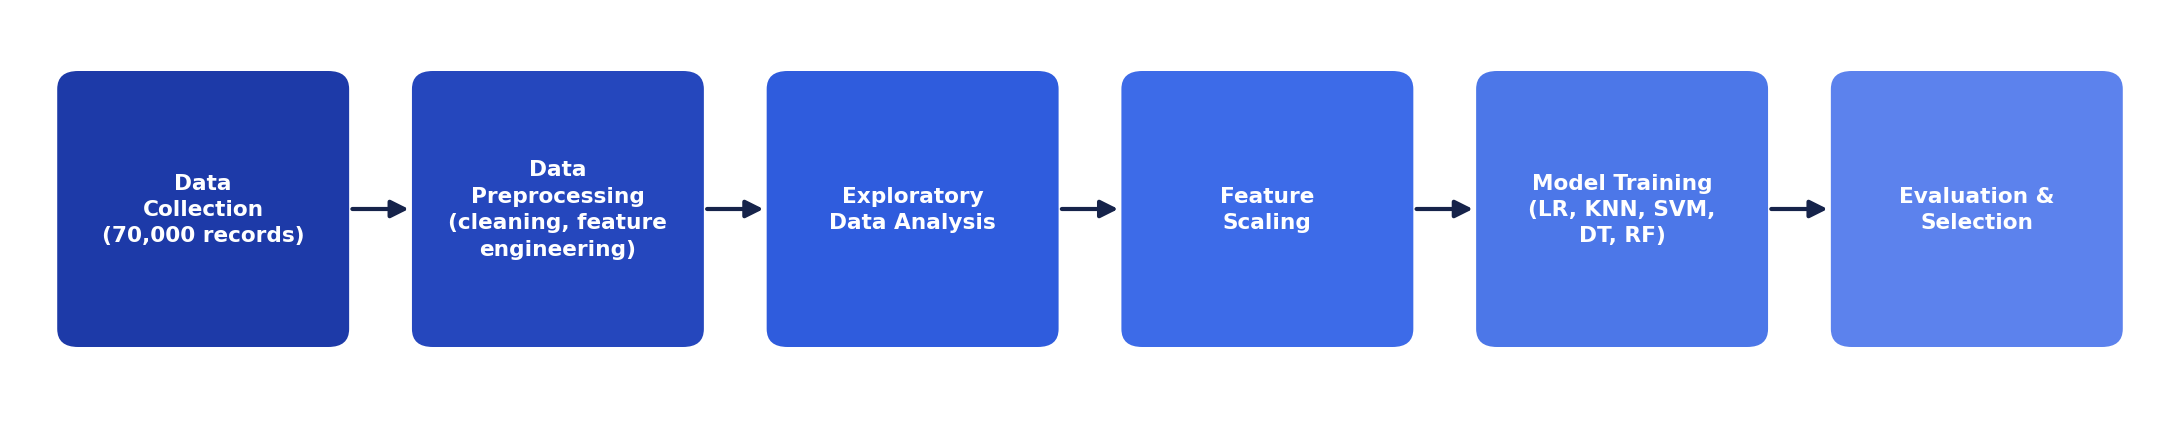 Data
Collection
(70,000 records)
Data
Preprocessing
(cleaning, feature
engineering)
Exploratory
Data Analysis
Feature
Scaling
Model Training
(LR, KNN, SVM,
DT, RF)
Evaluation &
Selection